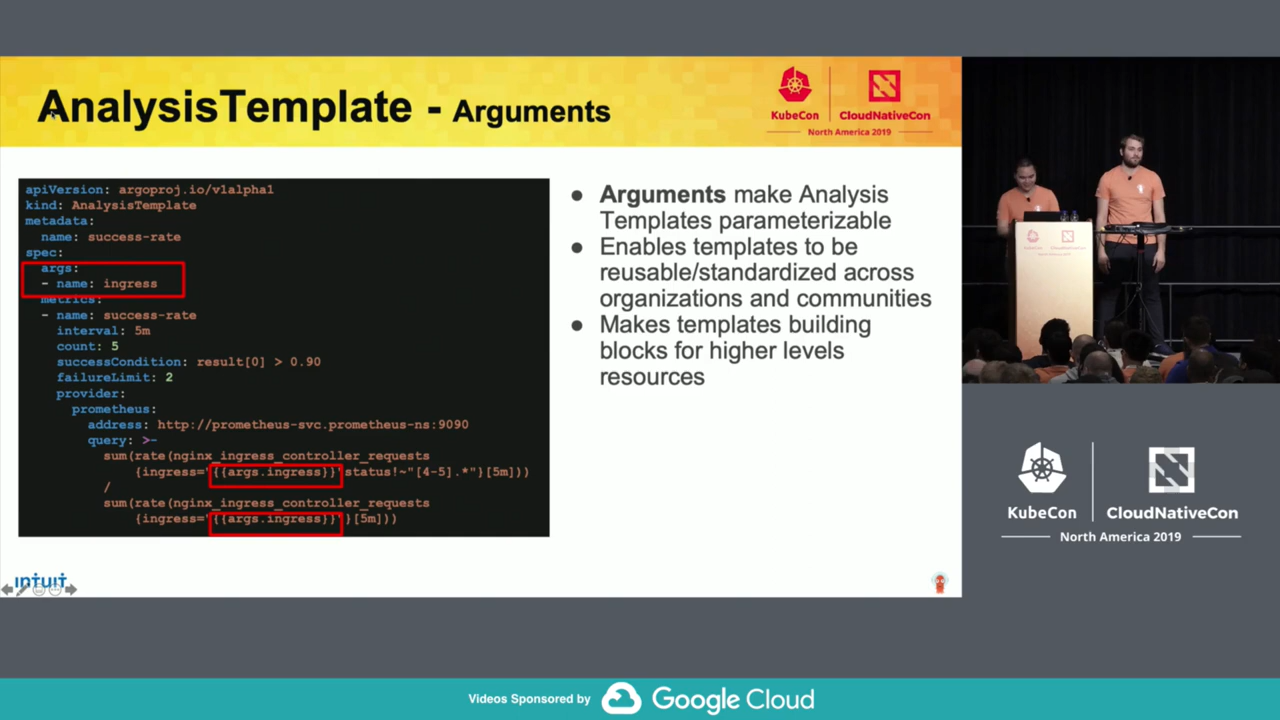 AnalysisTemplate - Arguments
KubeCon
CloudNativeCon
North America 2019
apiVersion: argoproj.io/v1alpha1
kind: AnalysisTemplate
metadata:
name: success-rate
spec:
args:
- name: ingress
metrics:
- name: success-rate
interval: 5m
count: 5
successCondition: result[0] > 0.90
failureLimit: 2
provider:
prometheus:
address: http://prometheus-svc.prometheus-ns:9090
query: >-
sum(rate(nginx_ingress_controller_requests
{ingress="{{args.ingress}}"status!~"[4-5].*"}[5m]))
/
sum(rate(nginx_ingress_controller_requests
{ingress="{{args.ingress}}"}[5m]))
● Arguments make Analysis
Templates parameterizable
● Enables templates to be
reusable/standardized across
organizations and communities
● Makes templates building
blocks for higher levels
resources
intuit
KubeCon
CloudNativeCon
North America 2019
Videos Sponsored by Google Cloud